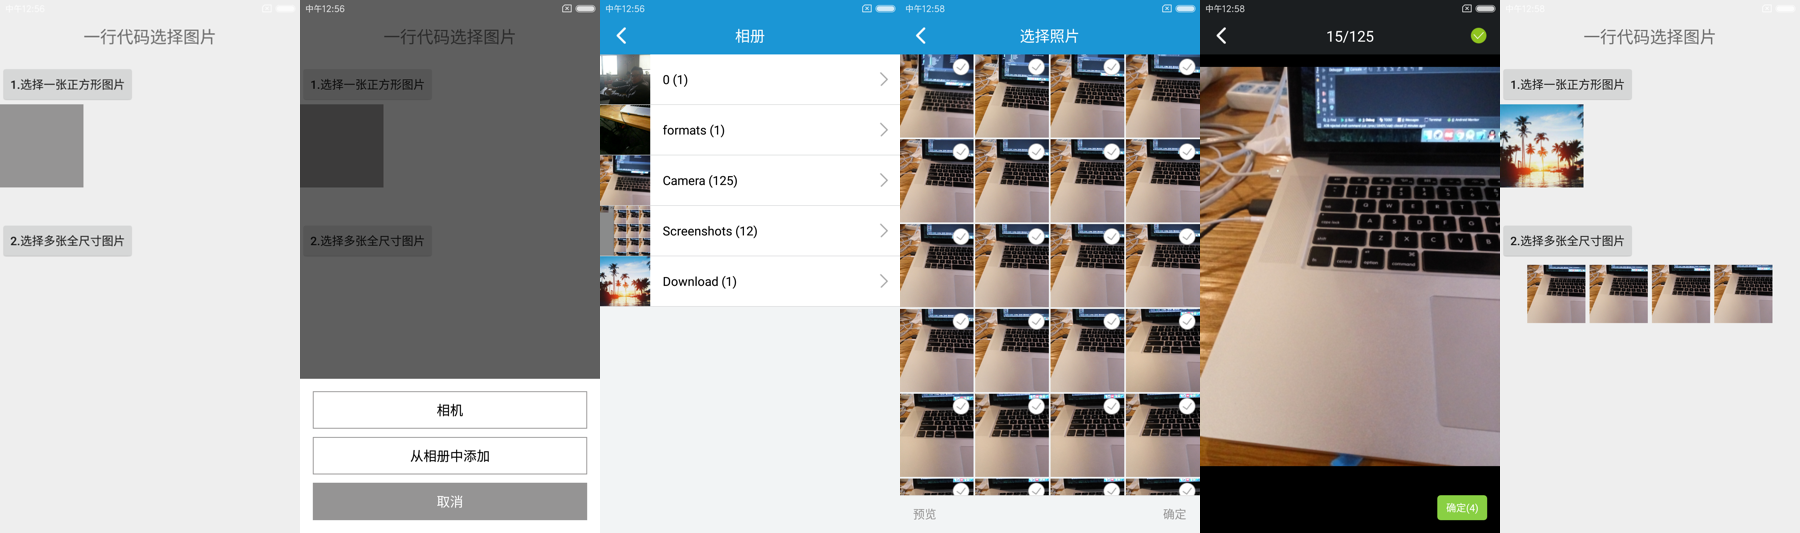 中午12:56
一行代码选择图片
1.选择一张正方形图片
2.选择多张全尺寸图片
中午12:56
一行代码选择图片
1.选择一张正方形图片
2.选择多张全尺寸图片
相机
从相册中添加
取消
中午12:56
相册
0 (1)
formats (1)
Camera (125)
Screenshots (12)
Download (1)
中午12:58
选择照片
预览
确定
中午12:58
15/125
确定(4)
中午12:58
一行代码选择图片
1.选择一张正方形图片
2.选择多张全尺寸图片